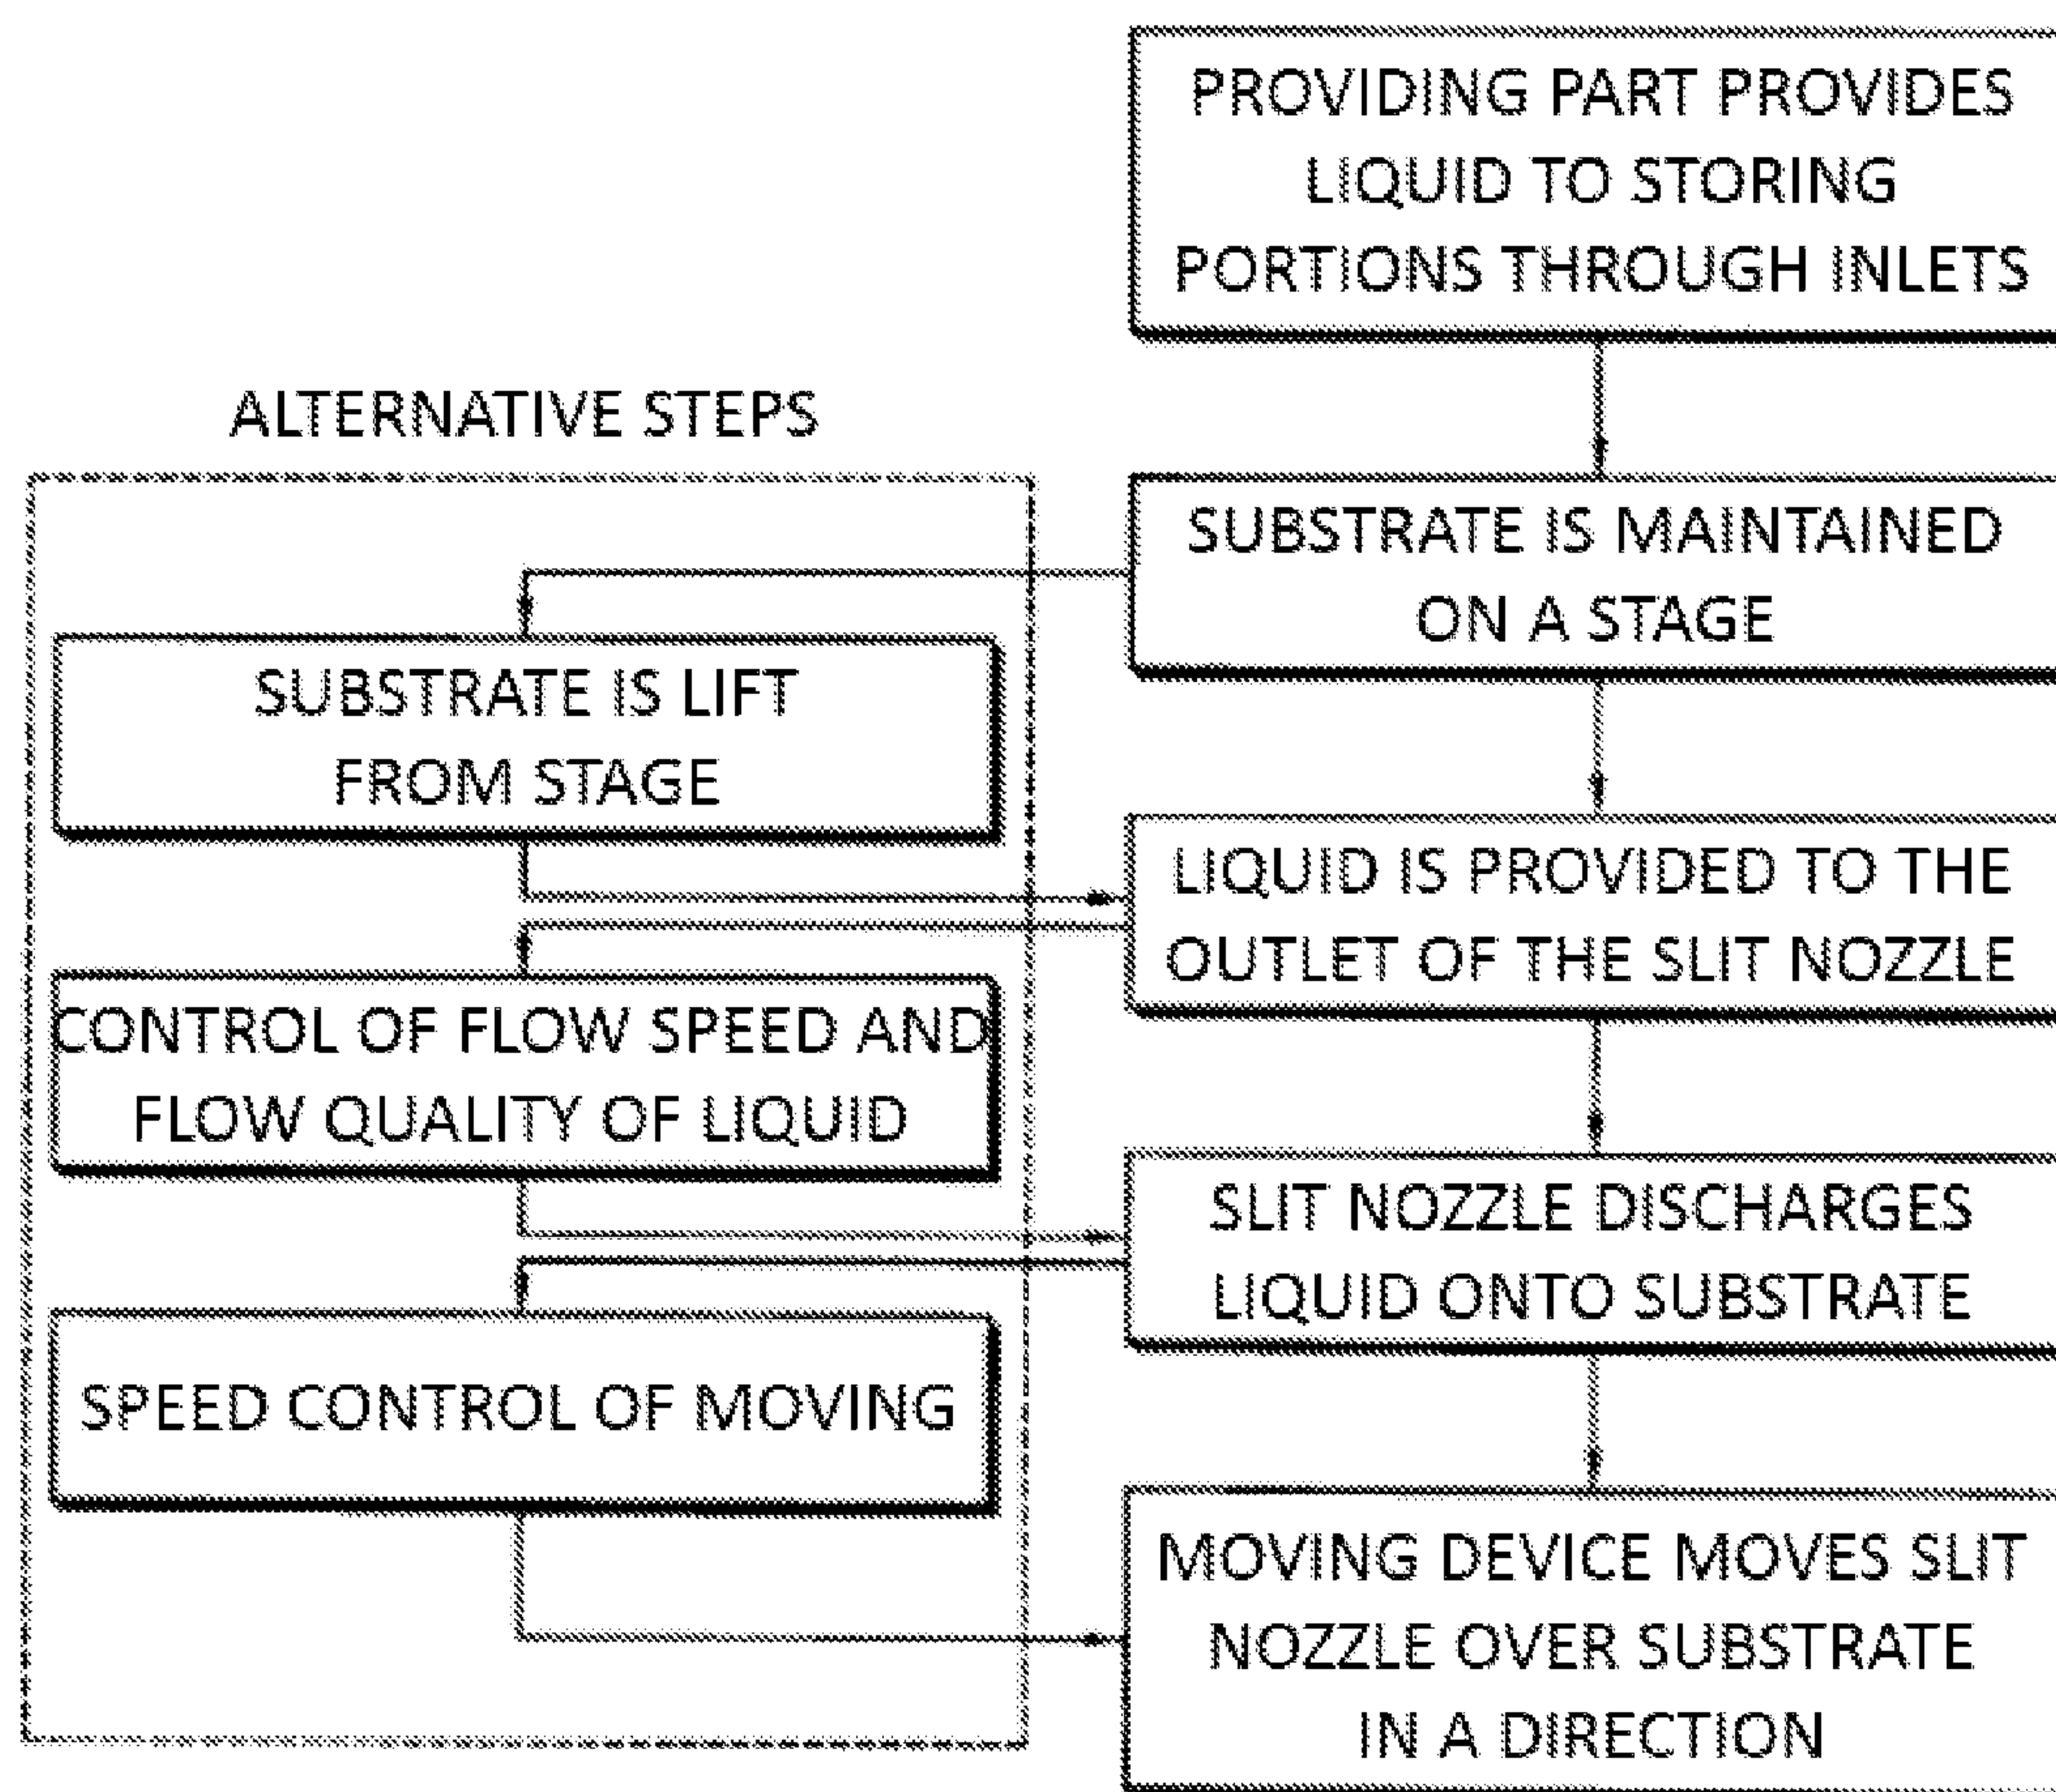 PROVIDING PART PROVIDES
LIQUID TO STORING
PORTIONS THROUGH INLETS
ALTERNATIVE STEPS
SUBSTRATE IS MAINTAINED
ON A STAGE
SUBSTRATE IS LIFT
FROM STAGE
LIQUID IS PROVIDED TO THE
OUTLET OF THE SLIT NOZZLE
CONTROL OF FLOW SPEED AND
FLOW QUALITY OF LIQUID
SLIT NOZZLE DISCHARGES
LIQUID ONTO SUBSTRATE
SPEED CONTROL OF MOVING
MOVING DEVICE MOVES SLIT
NOZZLE OVER SUBSTRATE
IN A DIRECTION